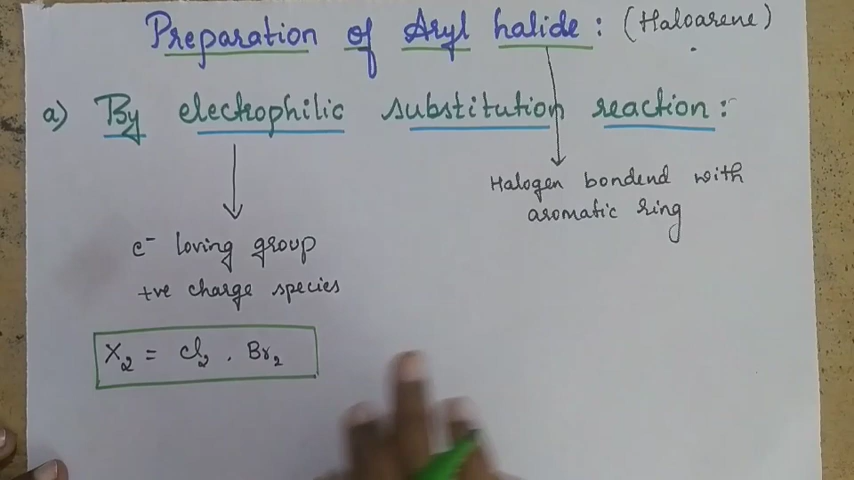 Preparation of Aryl halide : (Haloarene)
a) By electrophilic substitution reaction :-
Halogen bondend with
aromatic ring
e⁻ loving group
+ve charge species
X₂ = Cl₂ , Br₂